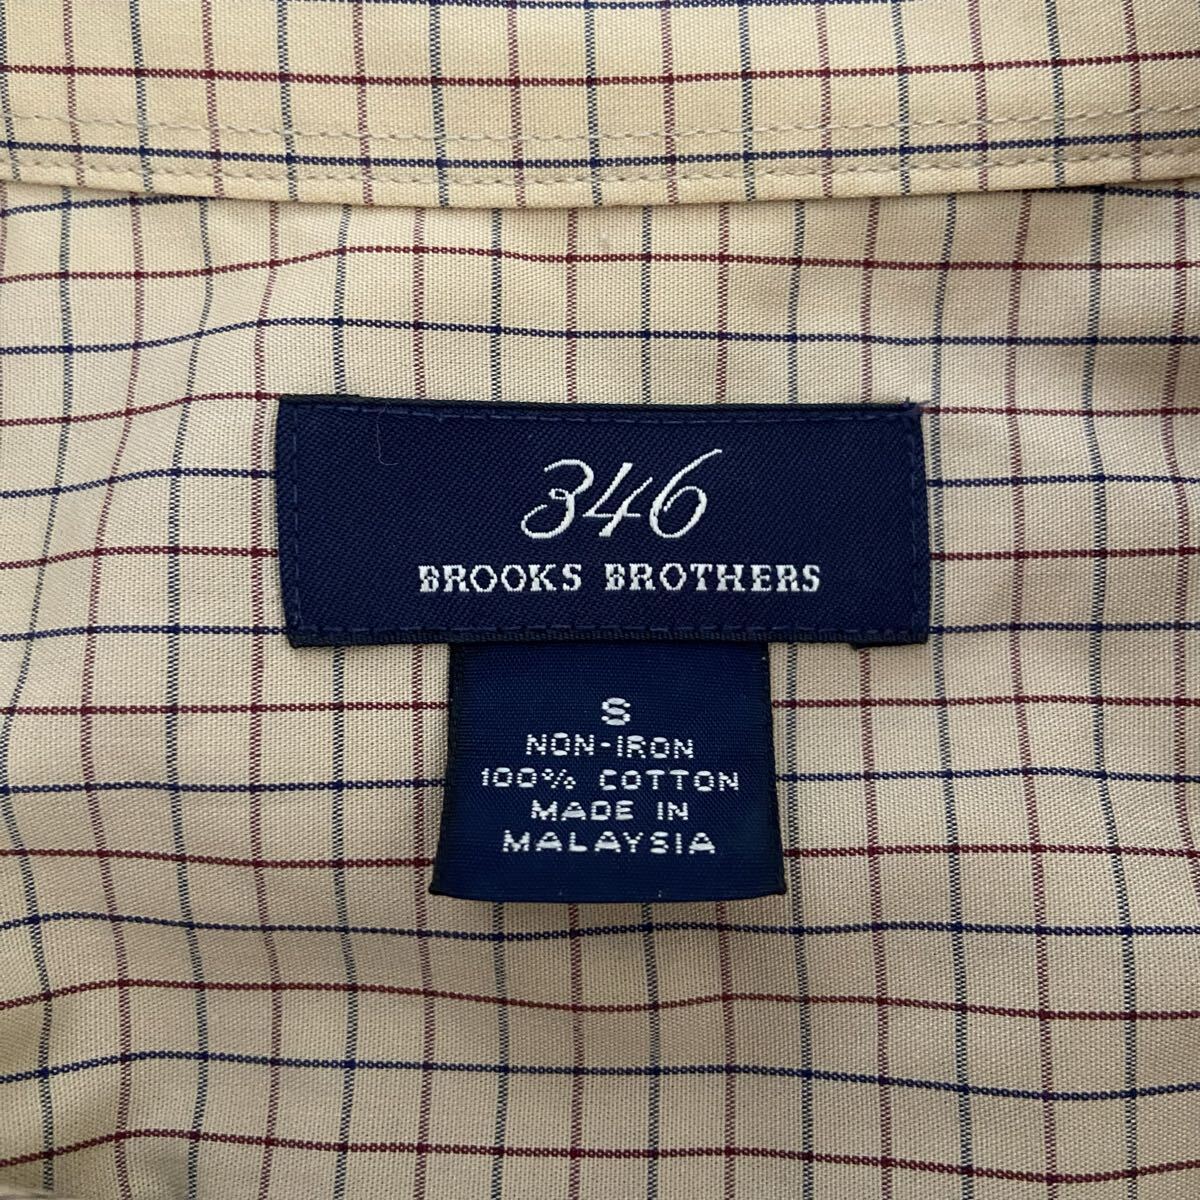 346
BROOKS BROTHERS
S
NON-IRON
100% COTTON
MADE IN
MALAYSIA